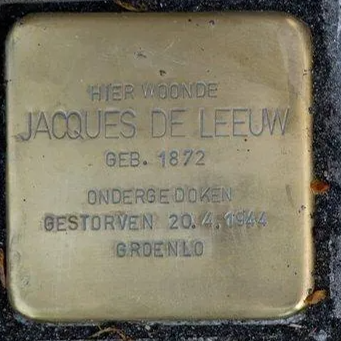 HIER WOONDE
JACQUES DE LEEUW
GEB. 1872
ONDERGEDOKEN
GESTORVEN 20.4.1944
GROENLO